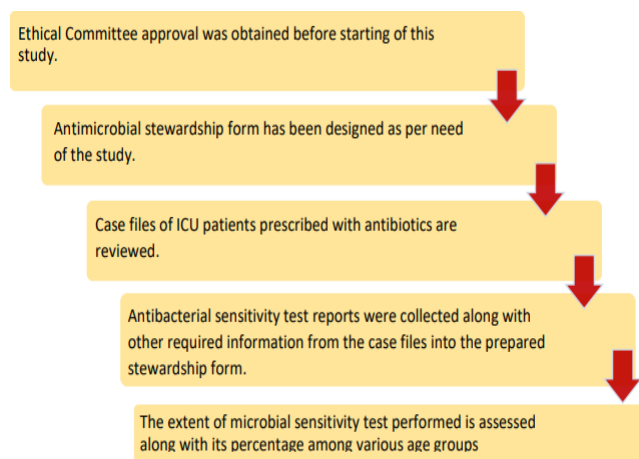 Ethical Committee approval was obtained before starting of this
study.
Antimicrobial stewardship form has been designed as per need
of the study.
Case files of ICU patients prescribed with antibiotics are
reviewed.
Antibacterial sensitivity test reports were collected along with
other required information from the case files into the prepared
stewardship form.
The extent of microbial sensitivity test performed is assessed
along with its percentage among various age groups